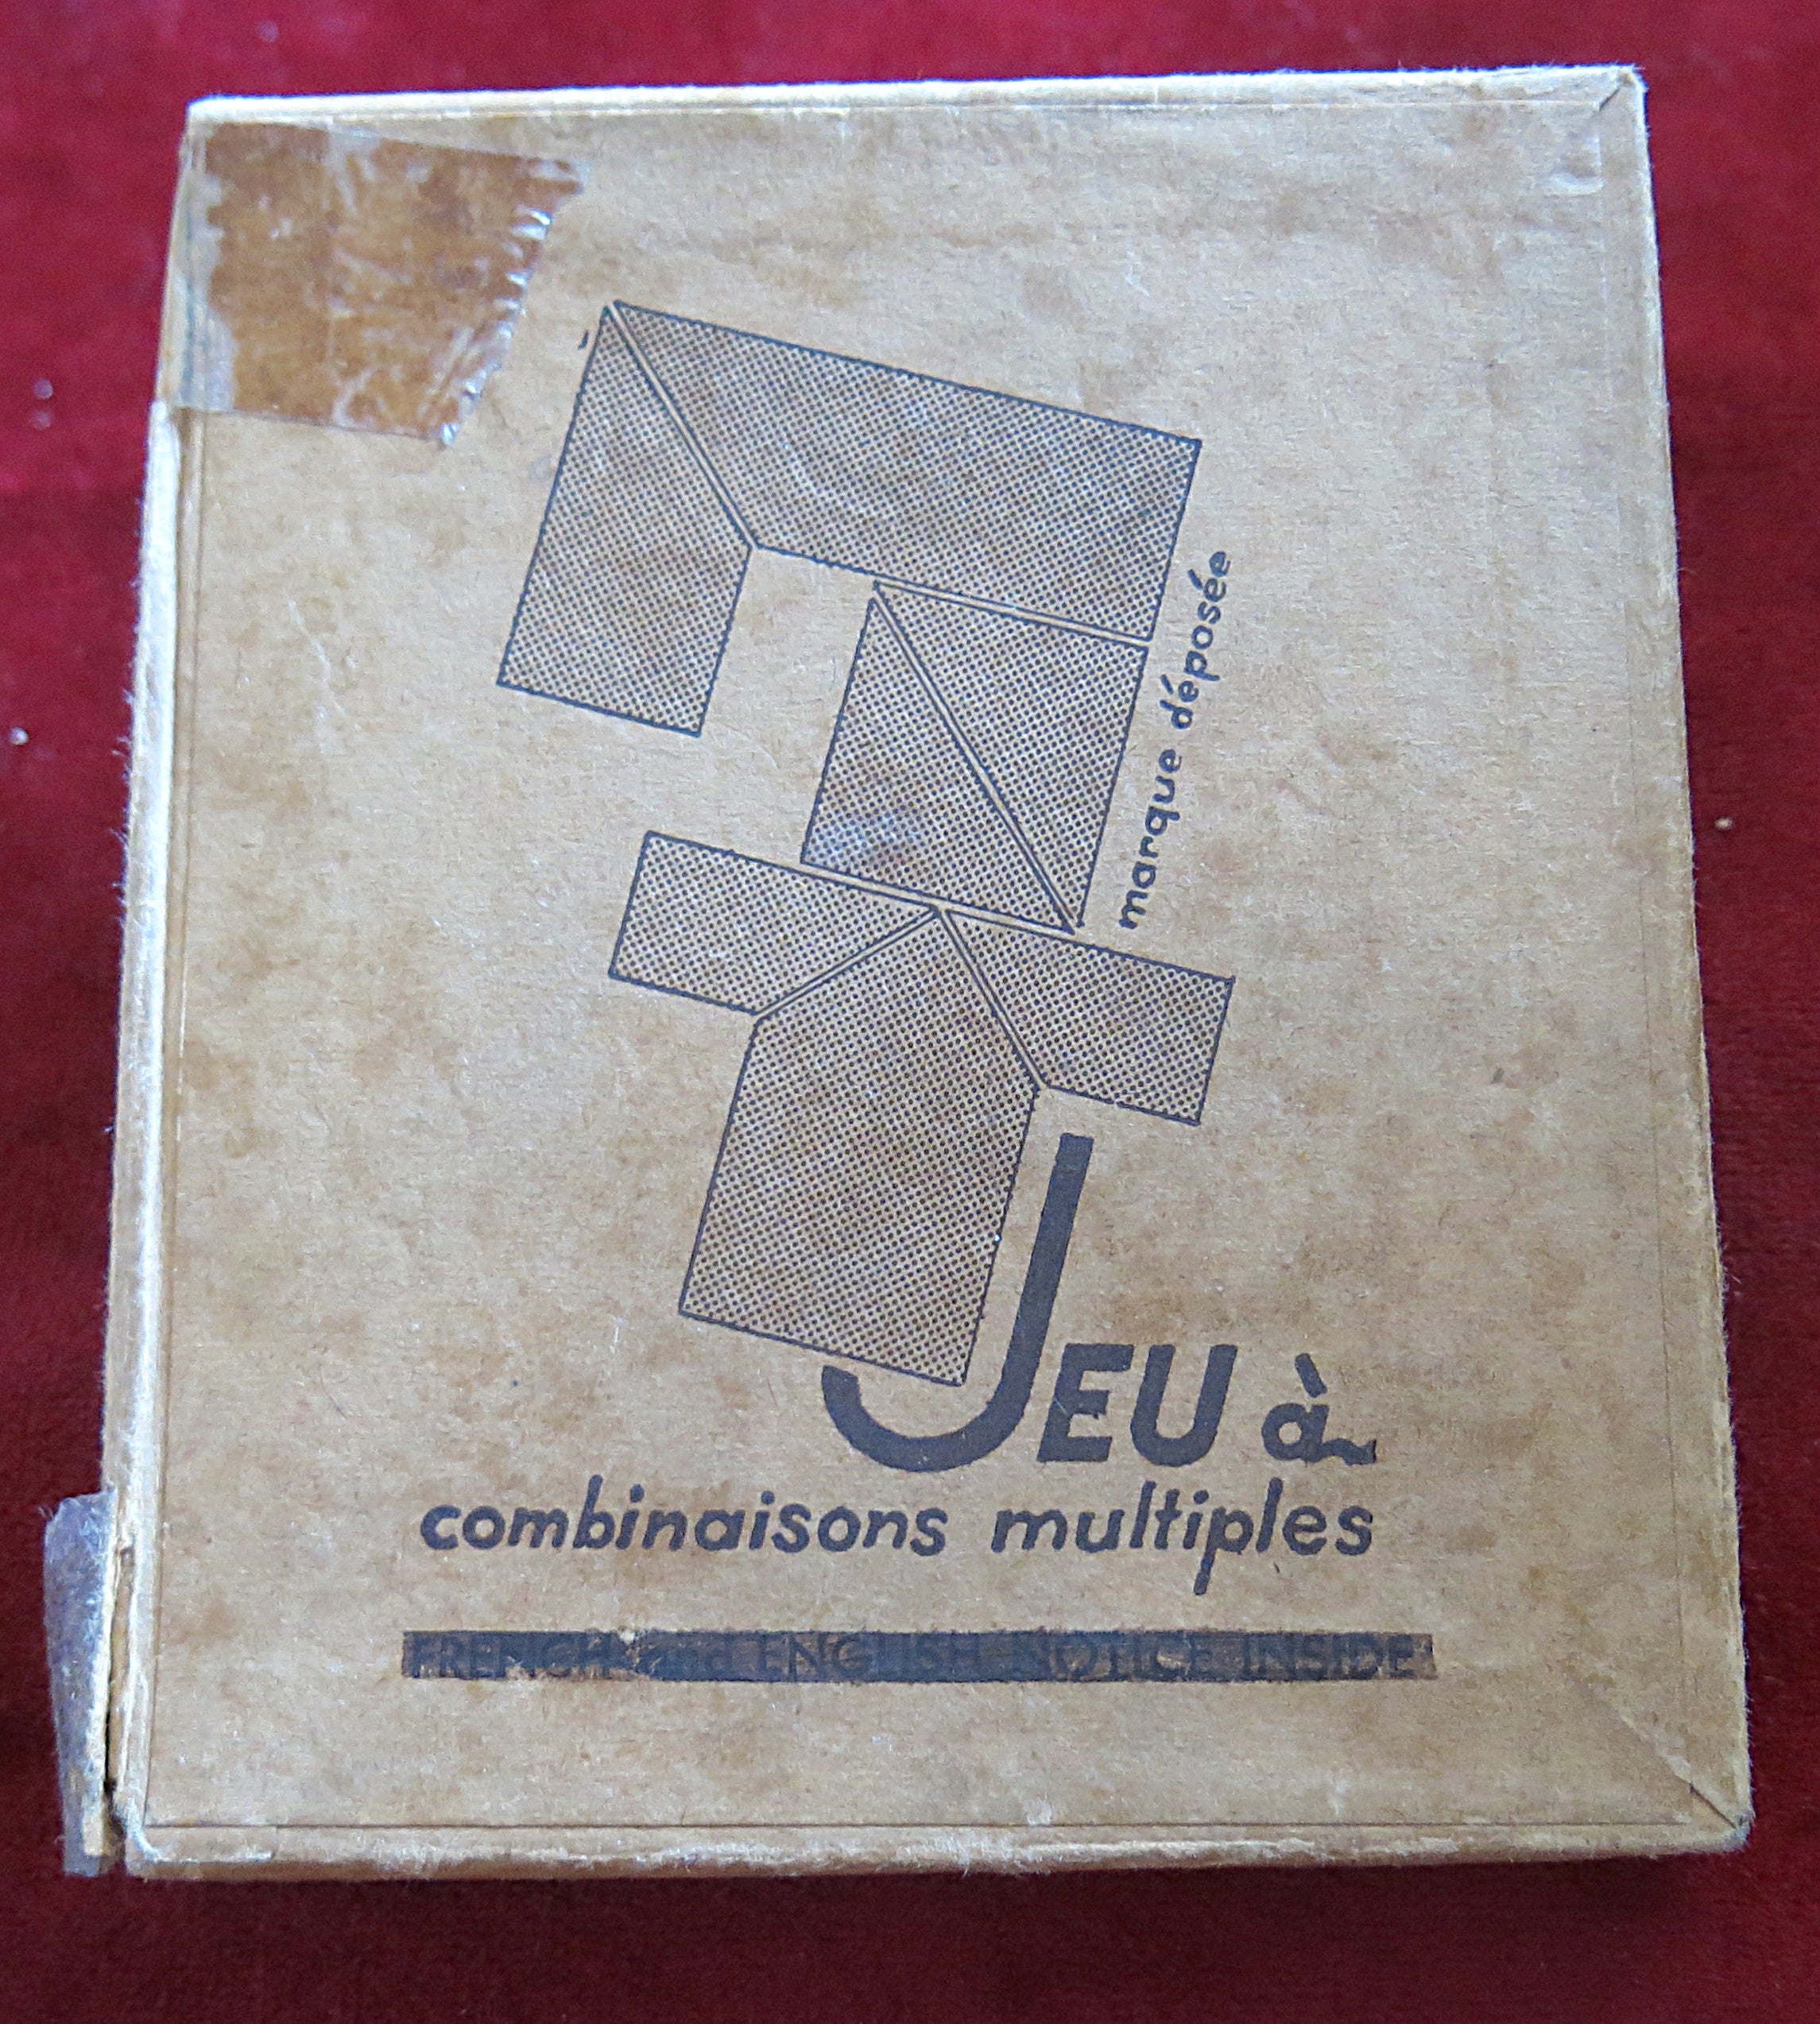 marque déposée
JEU à
combinaisons multiples
FRENCH and ENGLISH NOTICE INSIDE